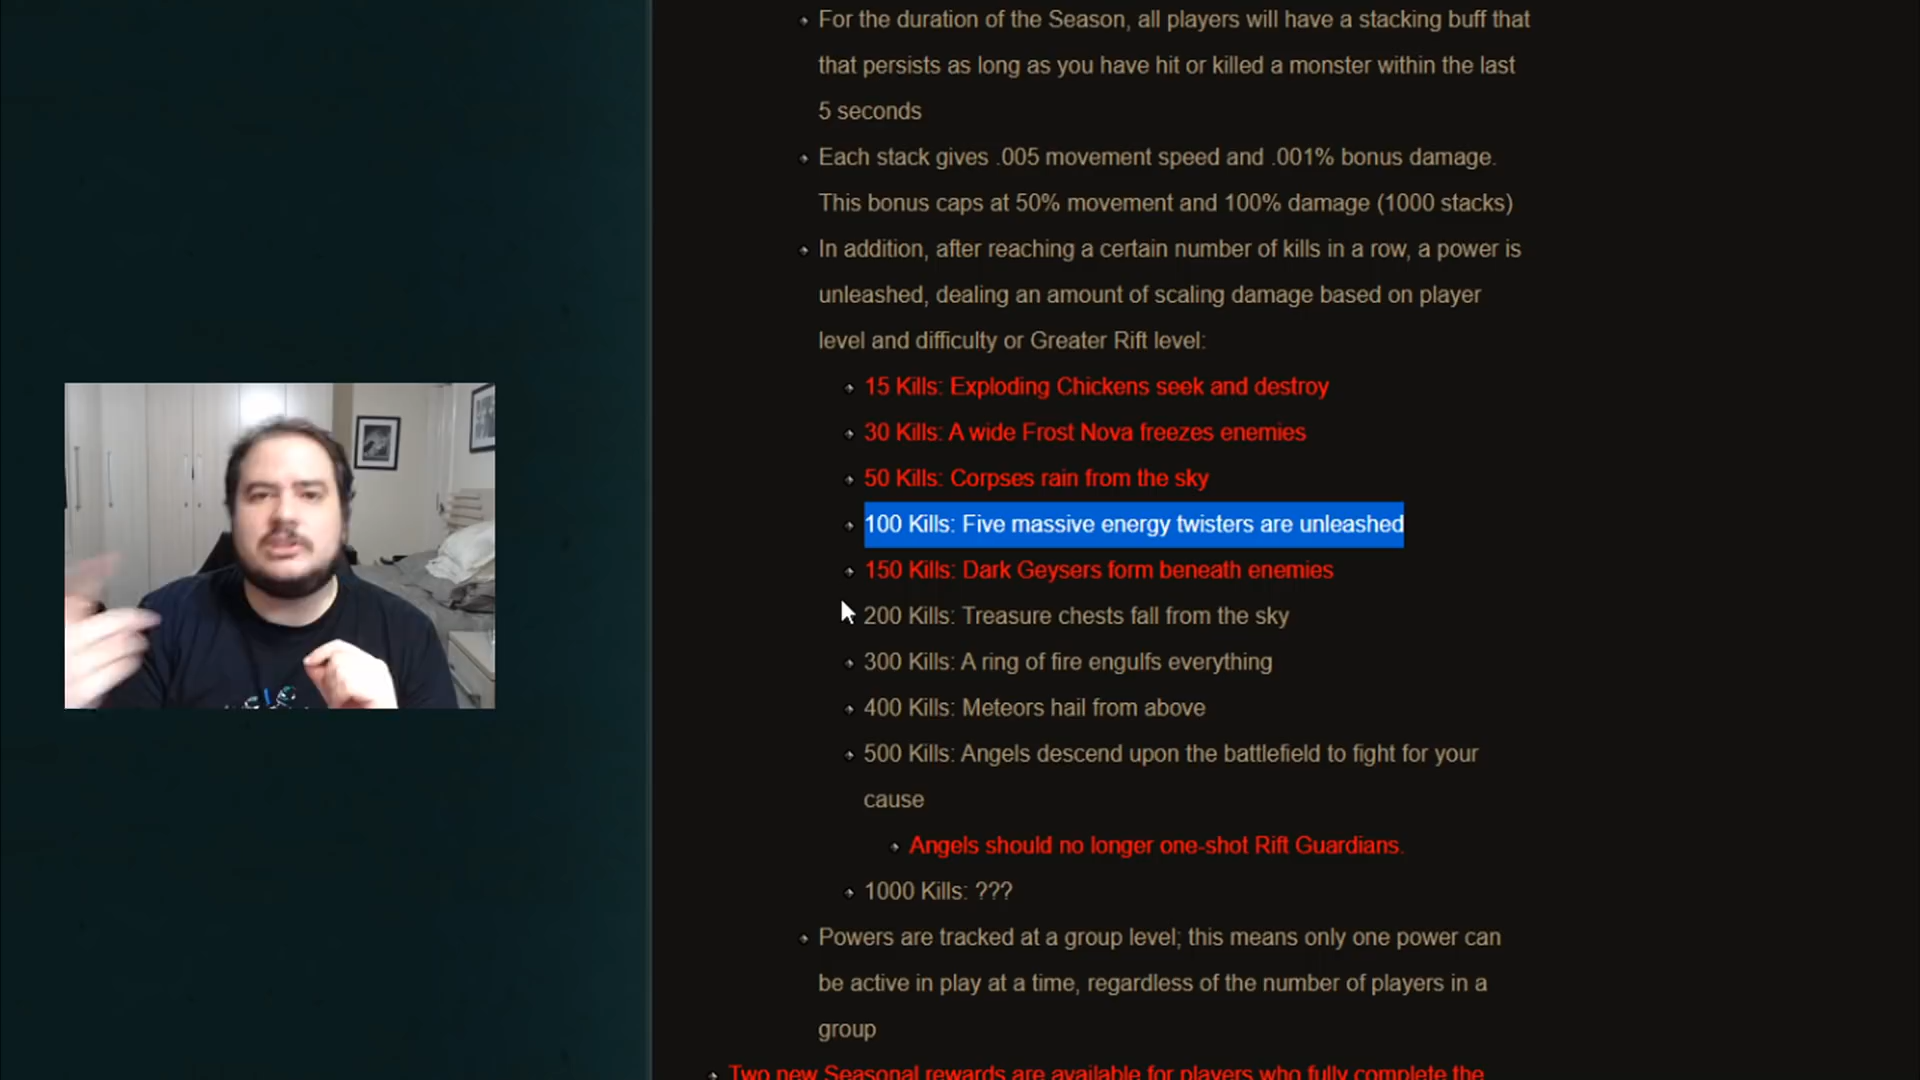 For the duration of the Season, all players will have a stacking buff that
that persists as long as you have hit or killed a monster within the last
5 seconds
Each stack gives .005 movement speed and .001% bonus damage.
This bonus caps at 50% movement and 100% damage (1000 stacks)
In addition, after reaching a certain number of kills in a row, a power is
unleashed, dealing an amount of scaling damage based on player
level and difficulty or Greater Rift level:
15 Kills: Exploding Chickens seek and destroy
30 Kills: A wide Frost Nova freezes enemies
50 Kills: Corpses rain from the sky
100 Kills: Five massive energy twisters are unleashed
150 Kills: Dark Geysers form beneath enemies
200 Kills: Treasure chests fall from the sky
300 Kills: A ring of fire engulfs everything
400 Kills: Meteors hail from above
500 Kills: Angels descend upon the battlefield to fight for your
cause
Angels should no longer one-shot Rift Guardians.
1000 Kills: ???
Powers are tracked at a group level; this means only one power can
be active in play at a time, regardless of the number of players in a
group
Two new Seasonal rewards are available for players who fully complete the